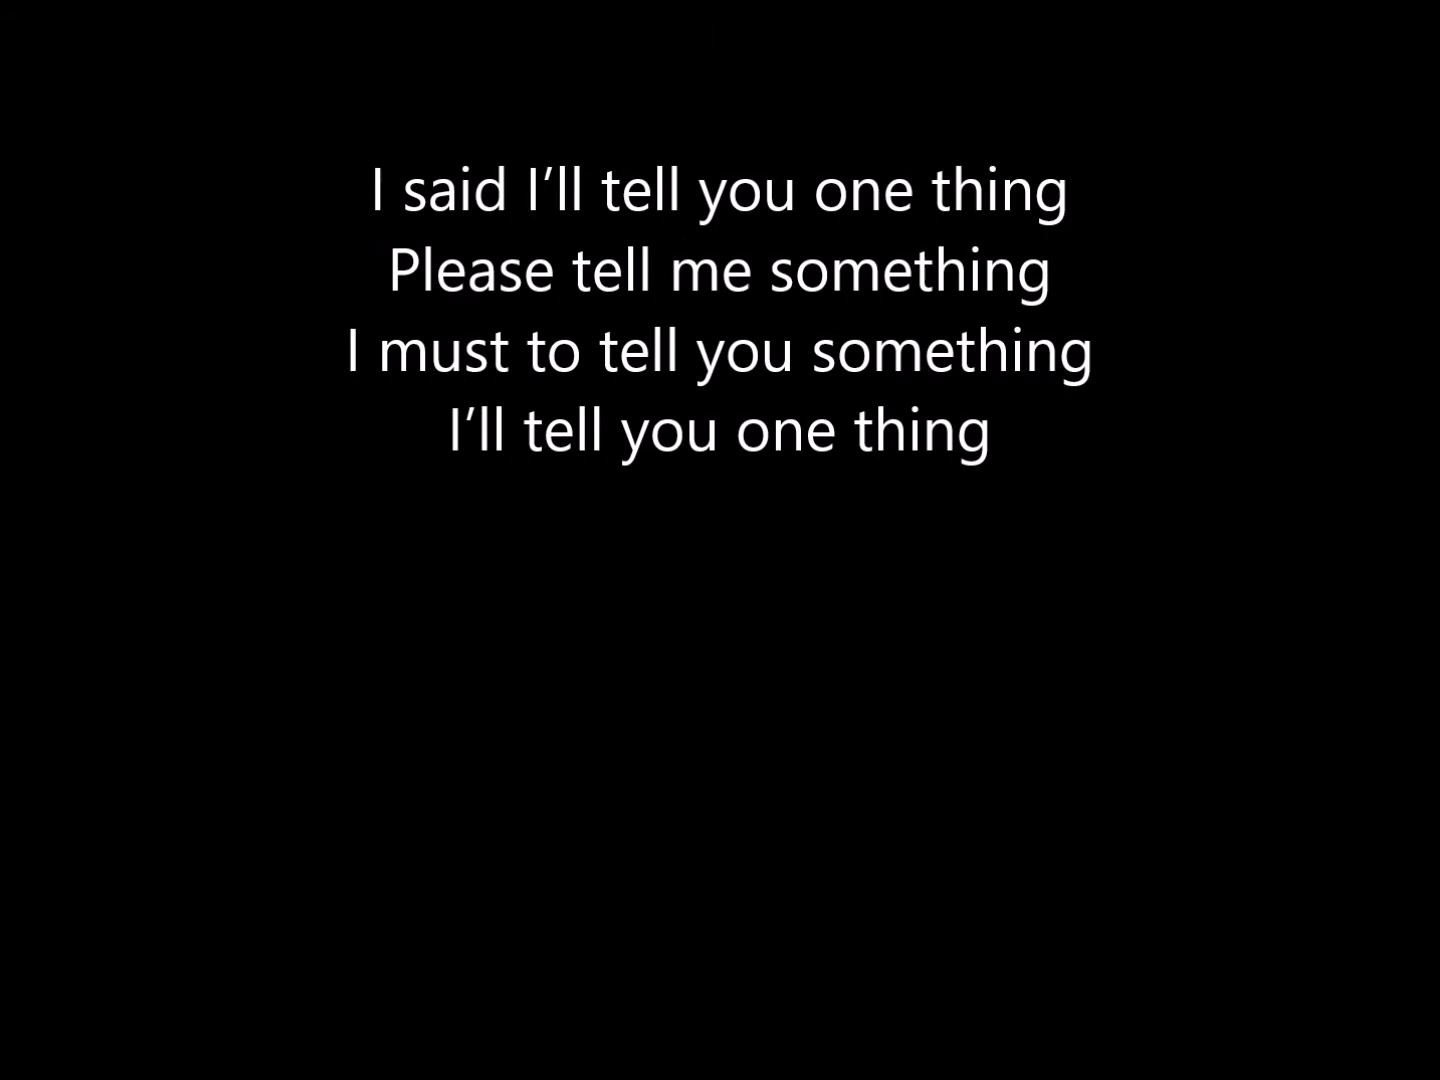 I said I’ll tell you one thing
Please tell me something
I must to tell you something
I’ll tell you one thing